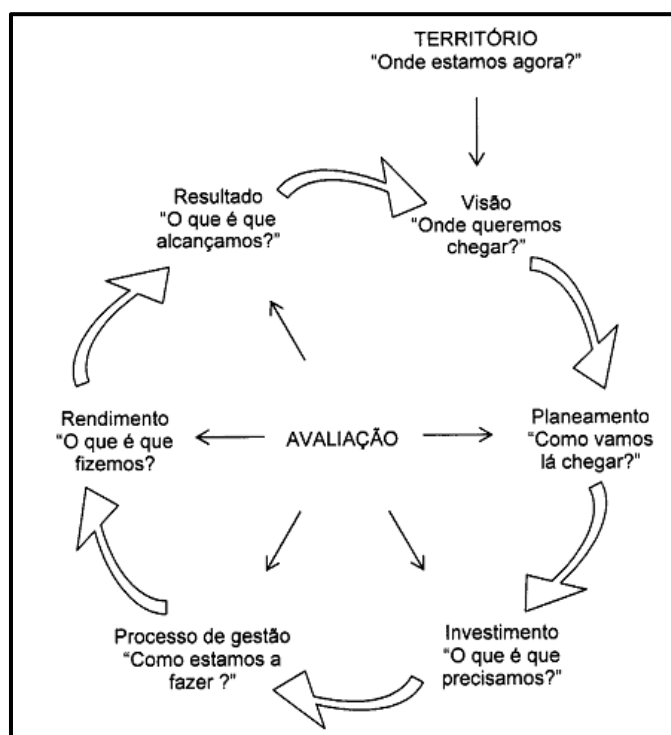 TERRITÓRIO
"Onde estamos agora?"
Visão
"Onde queremos
chegar?"
Planeamento
"Como vamos
lá chegar?"
Investimento
"O que é que
precisamos?"
Processo de gestão
"Como estamos a
fazer ?"
Rendimento
"O que é que
fizemos?
Resultado
"O que é que
alcançamos?"
AVALIAÇÃO